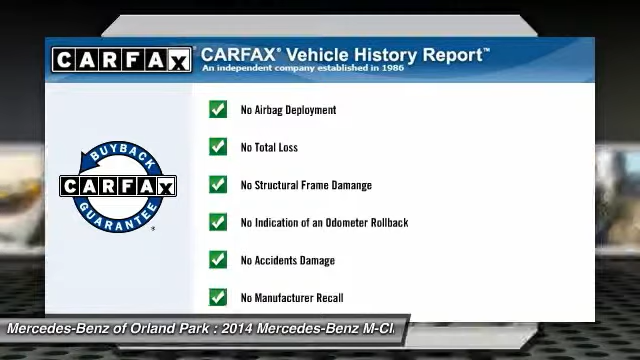 CARFAX CARFAX® Vehicle History Report™
An independent company established in 1986
No Airbag Deployment
No Total Loss
No Structural Frame Damange
No Indication of an Odometer Rollback
No Accidents Damage
No Manufacturer Recall
BUYBACK
CARFAX
GUARANTEE®
Mercedes-Benz of Orland Park : 2014 Mercedes-Benz M-Cl